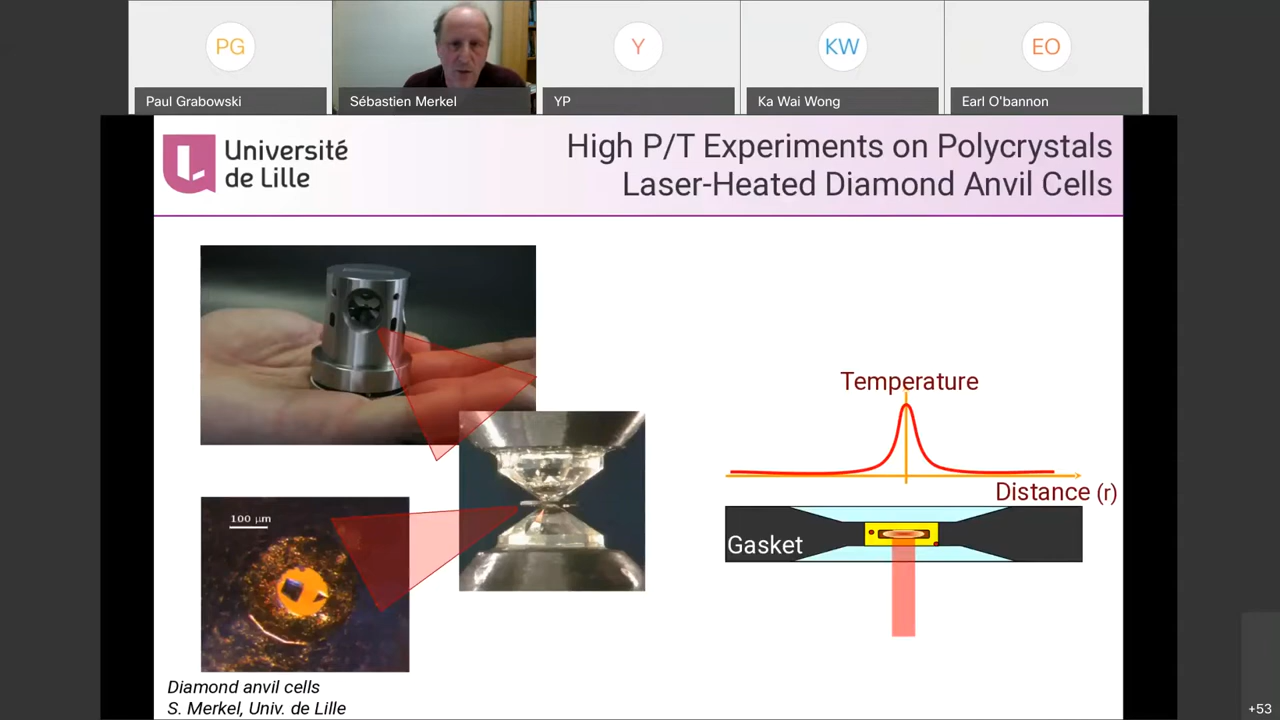 PG
Y
KW
EO
Paul Grabowski
Sébastien Merkel
YP
Ka Wai Wong
Earl O'bannon
Université
de Lille
High P/T Experiments on Polycrystals
Laser-Heated Diamond Anvil Cells
Temperature
Distance (r)
Gasket
100 µm
Diamond anvil cells
S. Merkel, Univ. de Lille
+53